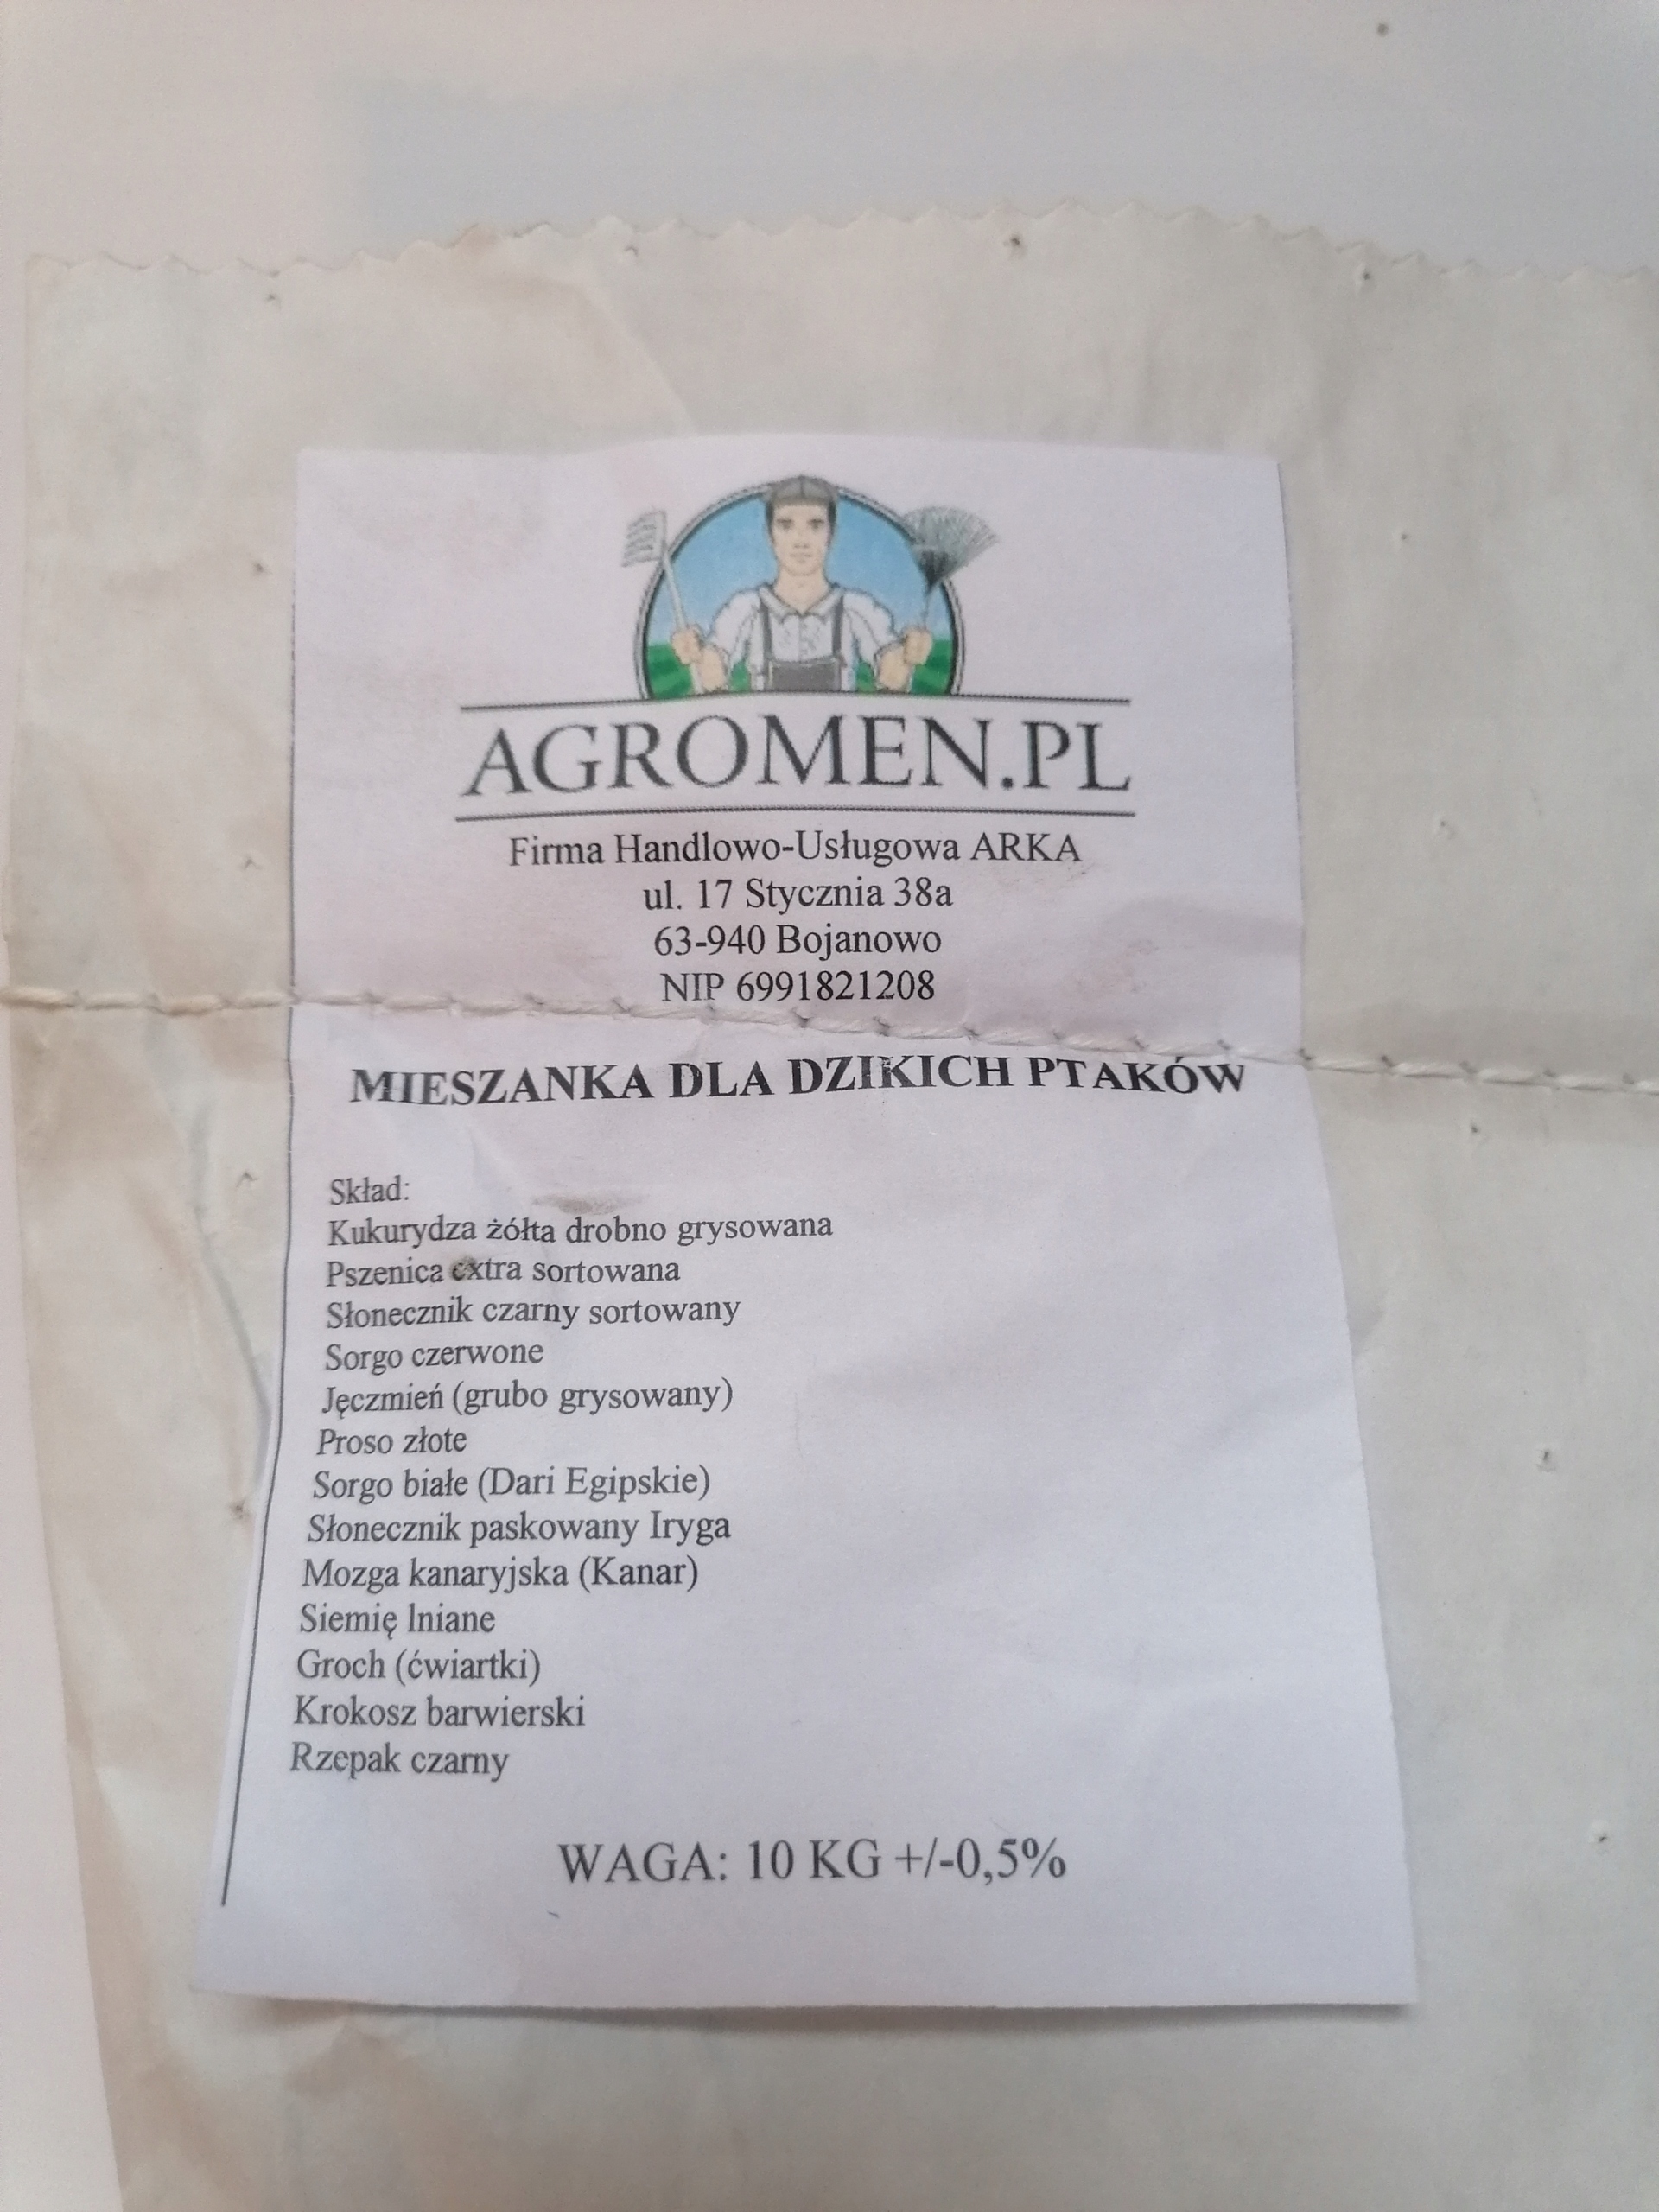 AGROMEN.PL
Firma Handlowo-Usługowa ARKA
ul. 17 Stycznia 38a
63-940 Bojanowo
NIP 6991821208
MIESZANKA DLA DZIKICH PTAKÓW
Skład:
Kukurydza żółta drobno grysowana
Pszenica extra sortowana
Słonecznik czarny sortowany
Sorgo czerwone
Jęczmień (grubo grysowany)
Proso złote
Sorgo białe (Dari Egipskie)
Słonecznik paskowany Iryga
Mozga kanaryjska (Kanar)
Siemię lniane
Groch (ćwiartki)
Krokosz barwierski
Rzepak czarny
WAGA: 10 KG +/-0,5%